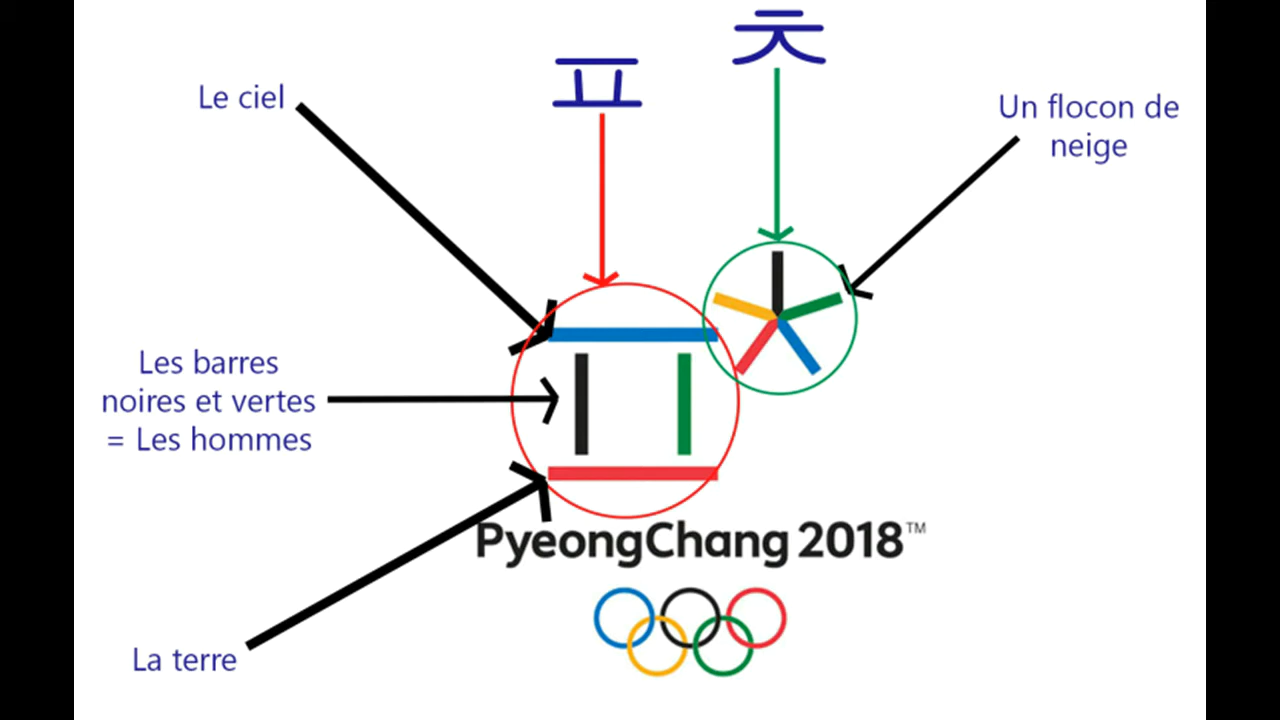 ㅍ
ㅊ
Le ciel
Un flocon de
neige
Les barres
noires et vertes
= Les hommes
PyeongChang 2018™
La terre